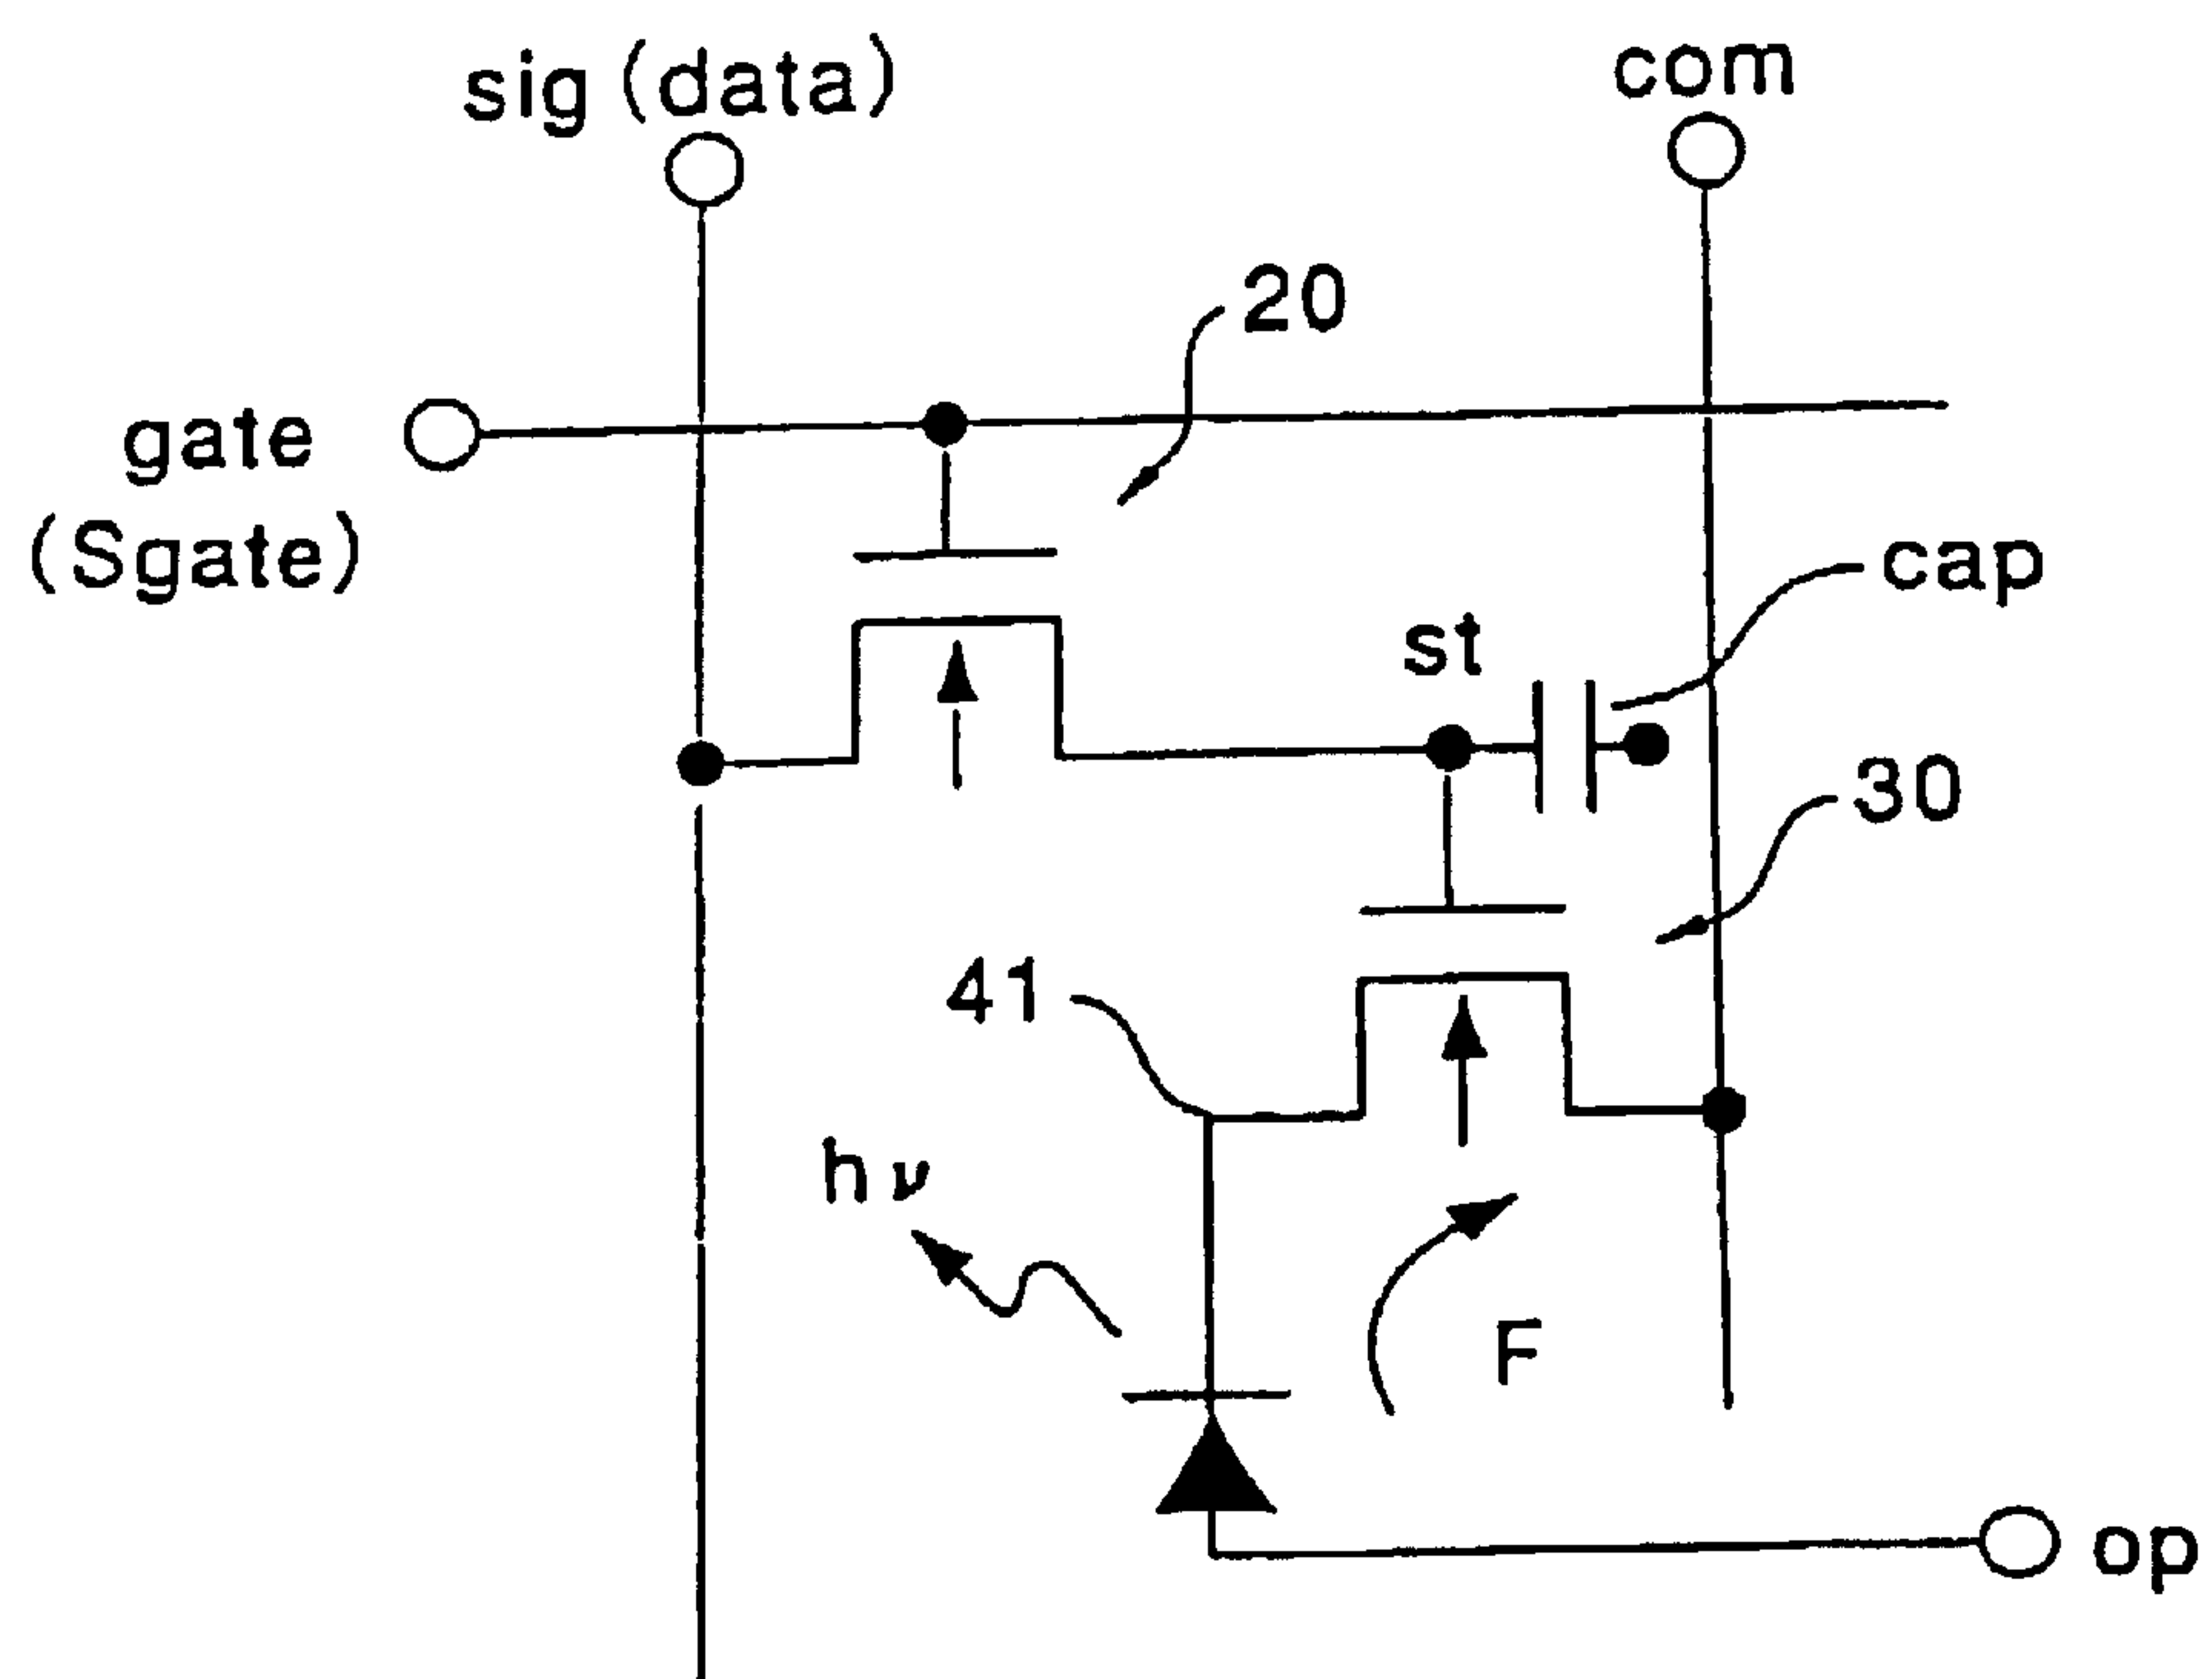 sig (data)
com
20
gate
(Sgate)
cap
st
30
41
hν
F
op